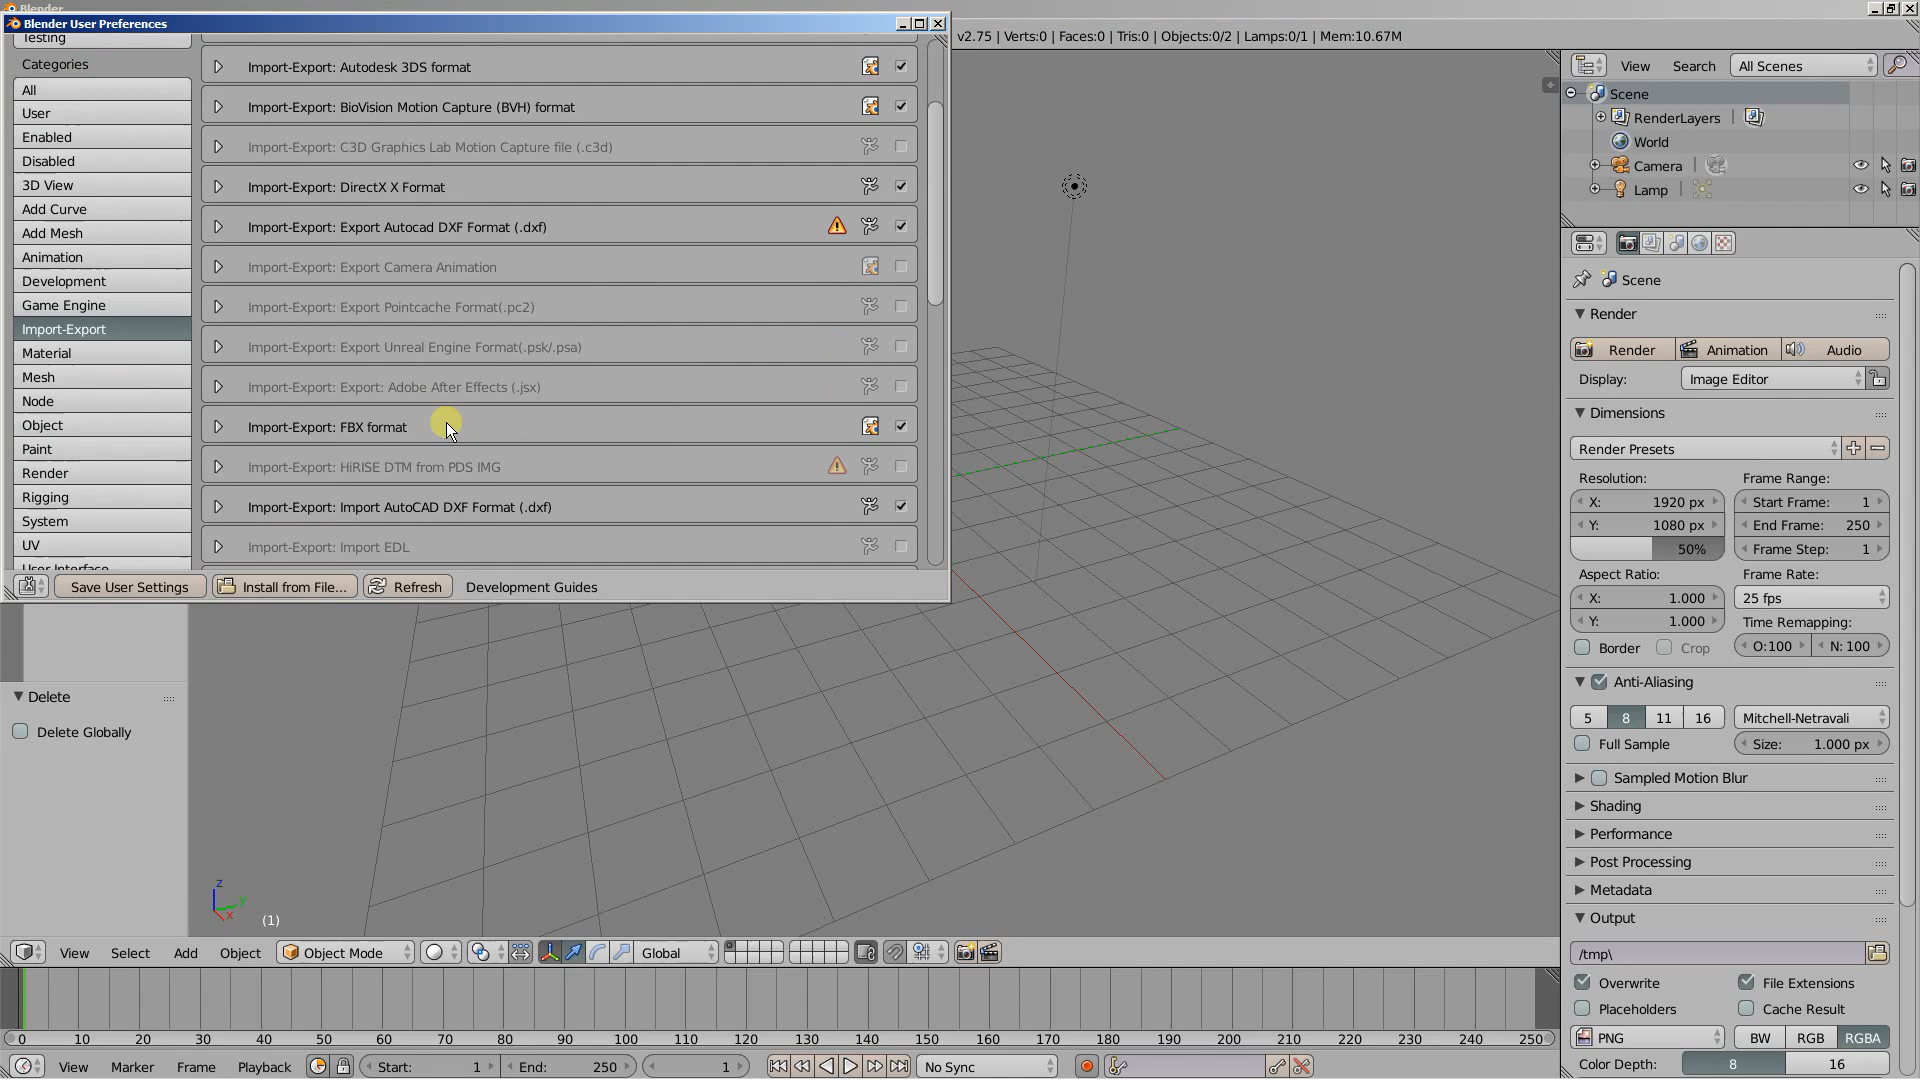 Blender
Blender User Preferences
Testing
Categories
All
User
Enabled
Disabled
3D View
Add Curve
Add Mesh
Animation
Development
Game Engine
Import-Export
Material
Mesh
Node
Object
Paint
Render
Rigging
System
UV
User Interface
Import-Export: Autodesk 3DS format
Import-Export: BioVision Motion Capture (BVH) format
Import-Export: C3D Graphics Lab Motion Capture file (.c3d)
Import-Export: DirectX X Format
Import-Export: Export Autocad DXF Format (.dxf)
Import-Export: Export Camera Animation
Import-Export: Export Pointcache Format(.pc2)
Import-Export: Export Unreal Engine Format(.psk/.psa)
Import-Export: Export: Adobe After Effects (.jsx)
Import-Export: FBX format
Import-Export: HiRISE DTM from PDS IMG
Import-Export: Import AutoCAD DXF Format (.dxf)
Import-Export: Import EDL
Save User Settings
Install from File...
Refresh
Development Guides
v2.75 | Verts:0 | Faces:0 | Tris:0 | Objects:0/2 | Lamps:0/1 | Mem:10.67M
View Search All Scenes
Scene
RenderLayers |
World
Camera |
Lamp |
Scene
Render
Render Animation Audio
Display: Image Editor
Dimensions
Render Presets
Resolution: Frame Range:
X: 1920 px Start Frame: 1
Y: 1080 px End Frame: 250
50% Frame Step: 1
Aspect Ratio: Frame Rate:
X: 1.000 25 fps
Y: 1.000 Time Remapping:
Border Crop O:100 N: 100
Anti-Aliasing
5 8 11 16 Mitchell-Netravali
Full Sample Size: 1.000 px
Sampled Motion Blur
Shading
Performance
Post Processing
Metadata
Output
/tmp\
Overwrite File Extensions
Placeholders Cache Result
PNG BW RGB RGBA
Color Depth: 8 16
Delete
Delete Globally
z
y
x
(1)
View Select Add Object Object Mode Global
0 10 20 30 40 50 60 70 80 90 100 110 120 130 140 150 160 170 180 190 200 210 220 230 240 250
View Marker Frame Playback Start: 1 End: 250 1 No Sync